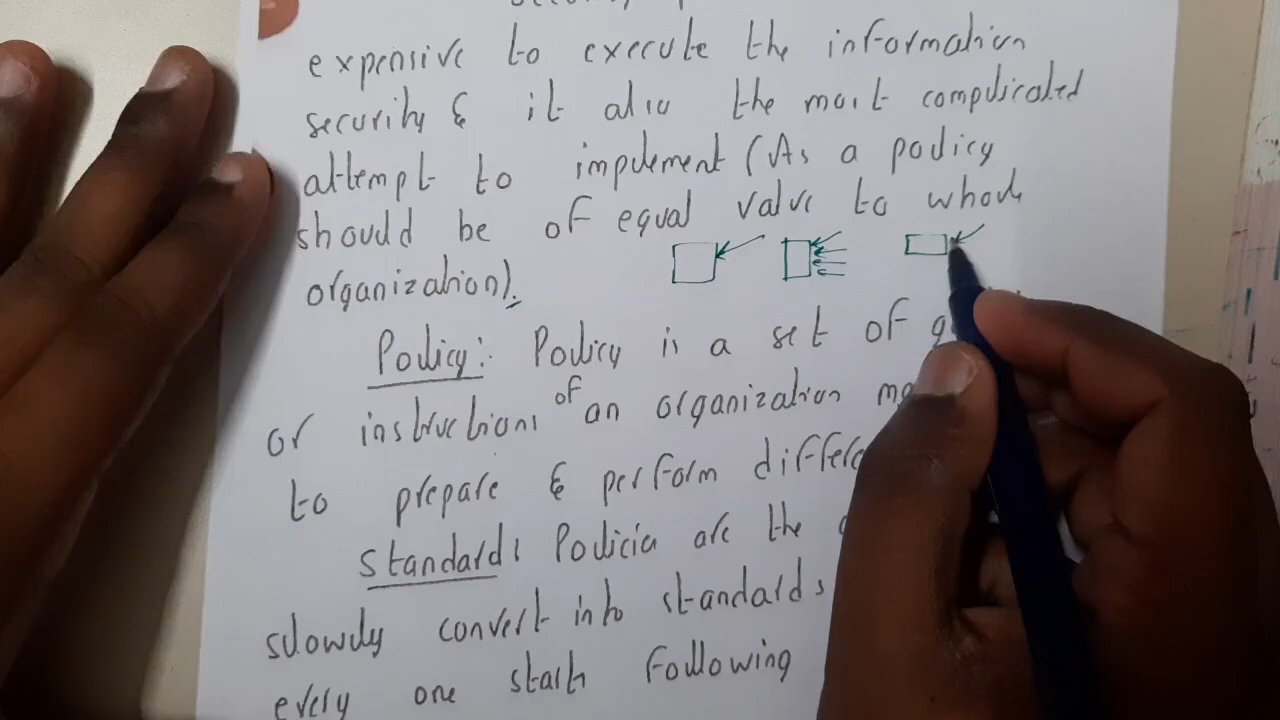 expensive to execute the information
security & it also the most complicated
attempt to implement (As a policy
should be of equal value to whole
organization).
Policy: Policy is a set of
or instructions of an organization
to prepare & perform
Standard: Policies are the
slowly convert into standards
every one starts following